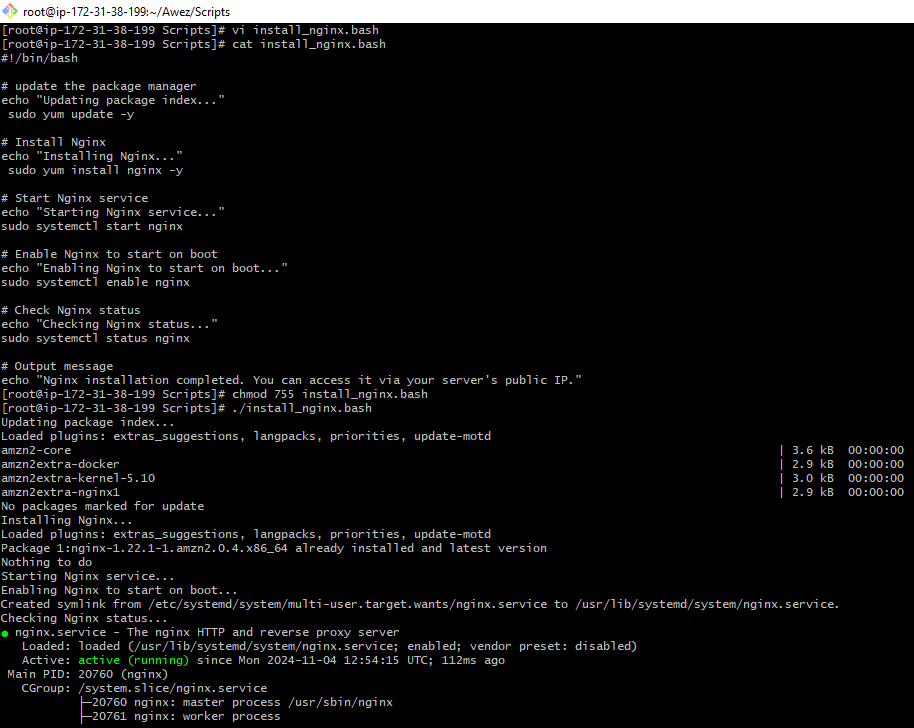 root@ip-172-31-38-199:~/Awez/Scripts
[root@ip-172-31-38-199 Scripts]# vi install_nginx.bash
[root@ip-172-31-38-199 Scripts]# cat install_nginx.bash
#!/bin/bash
# update the package manager
echo "Updating package index..."
 sudo yum update -y
# Install Nginx
echo "Installing Nginx..."
 sudo yum install nginx -y
# Start Nginx service
echo "Starting Nginx service..."
sudo systemctl start nginx
# Enable Nginx to start on boot
echo "Enabling Nginx to start on boot..."
sudo systemctl enable nginx
# Check Nginx status
echo "Checking Nginx status..."
sudo systemctl status nginx
# Output message
echo "Nginx installation completed. You can access it via your server's public IP."
[root@ip-172-31-38-199 Scripts]# chmod 755 install_nginx.bash
[root@ip-172-31-38-199 Scripts]# ./install_nginx.bash
Updating package index...
Loaded plugins: extras_suggestions, langpacks, priorities, update-motd
amzn2-core | 3.6 kB 00:00:00
amzn2extra-docker | 2.9 kB 00:00:00
amzn2extra-kernel-5.10 | 3.0 kB 00:00:00
amzn2extra-nginx1 | 2.9 kB 00:00:00
No packages marked for update
Installing Nginx...
Loaded plugins: extras_suggestions, langpacks, priorities, update-motd
Package 1:nginx-1.22.1-1.amzn2.0.4.x86_64 already installed and latest version
Nothing to do
Starting Nginx service...
Enabling Nginx to start on boot...
Created symlink from /etc/systemd/system/multi-user.target.wants/nginx.service to /usr/lib/systemd/system/nginx.service.
Checking Nginx status...
● nginx.service - The nginx HTTP and reverse proxy server
   Loaded: loaded (/usr/lib/systemd/system/nginx.service; enabled; vendor preset: disabled)
   Active: active (running) since Mon 2024-11-04 12:54:15 UTC; 112ms ago
 Main PID: 20760 (nginx)
   CGroup: /system.slice/nginx.service
           ├─20760 nginx: master process /usr/sbin/nginx
           ├─20761 nginx: worker process